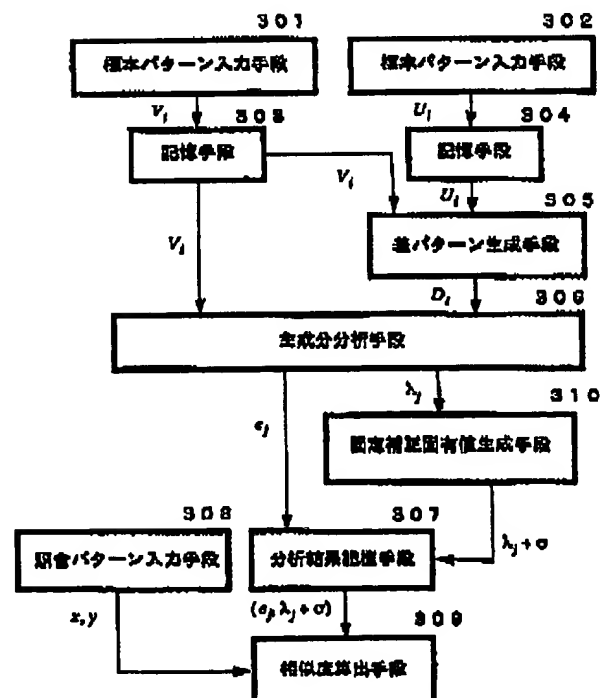 301
302
標本パターン入力手段
標本パターン入力手段
V_i
303
U_i
304
記憶手段
記憶手段
V_i
U_i
305
V_i
差パターン生成手段
D_i
306
主成分分析手段
λ_j
310
e_j
固定補正固有値生成手段
308
307
λ_j+σ
照合パターン入力手段
分析結果記憶手段
x, y
(e_j, λ_j+σ)
309
類似度算出手段